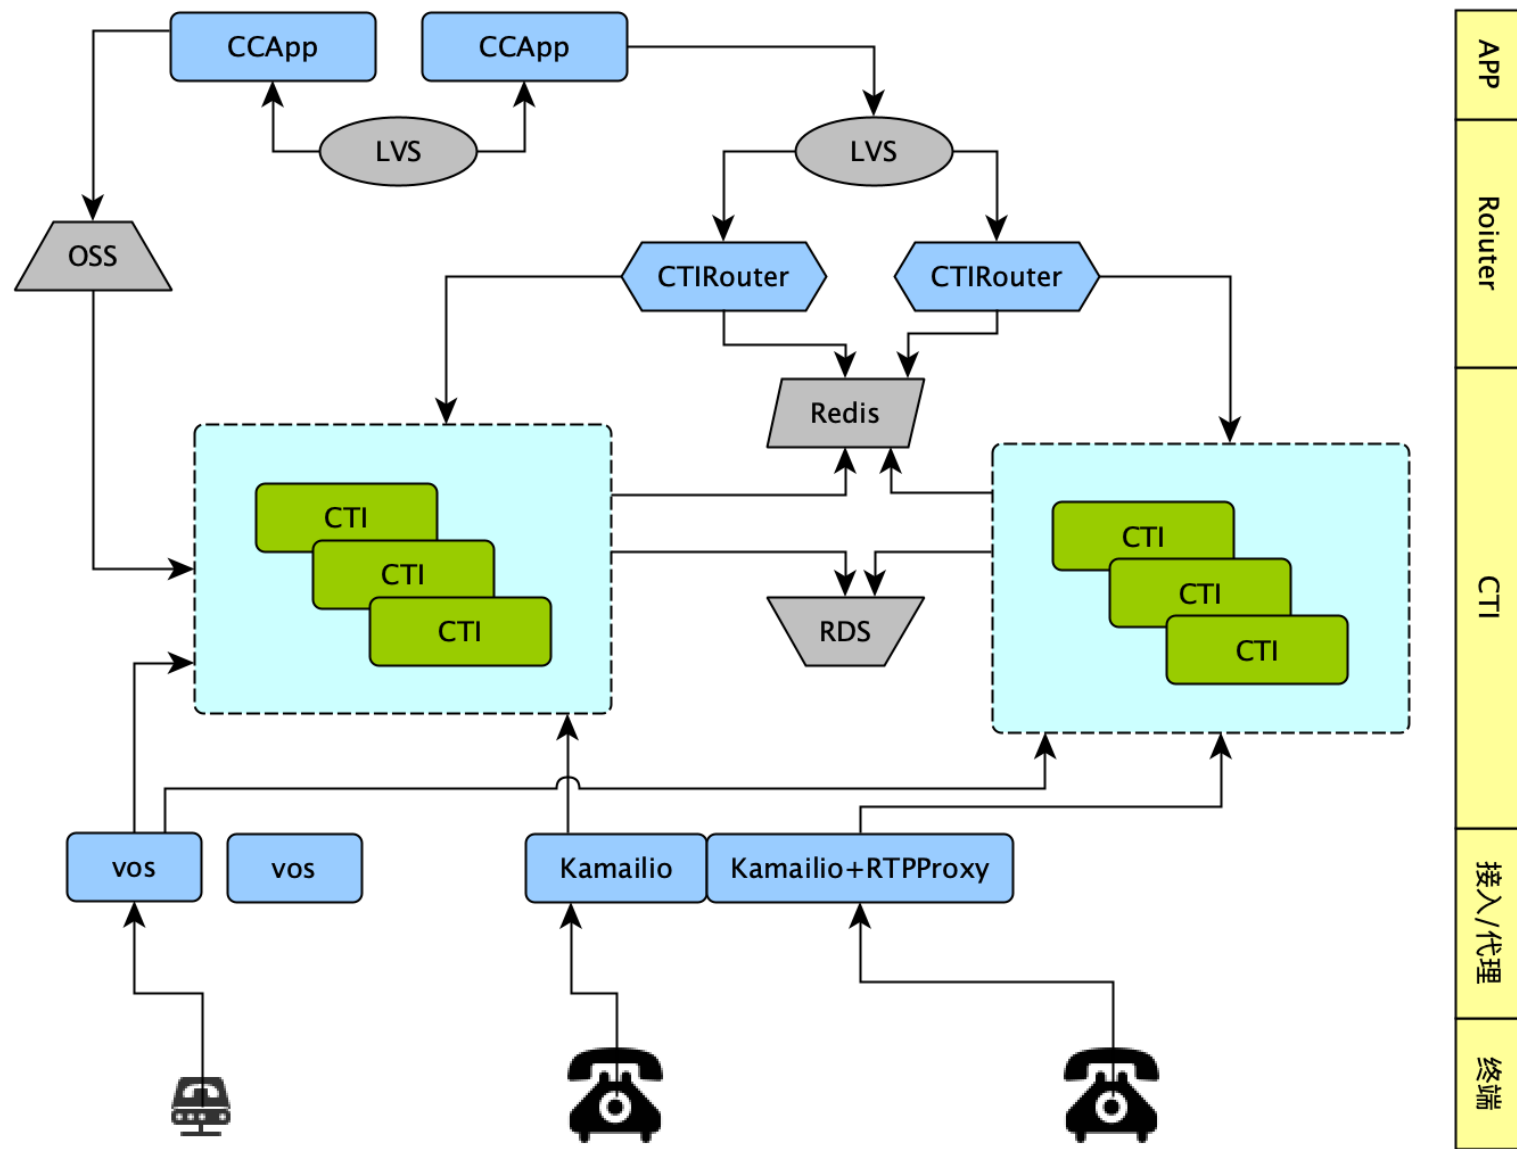 CCApp
CCApp
APP
LVS
LVS
Roiuter
OSS
CTIRouter
CTIRouter
Redis
CTI
CTI
CTI
CTI
CTI
CTI
CTI
RDS
vos
vos
Kamailio
Kamailio+RTPProxy
接入/代理
终端